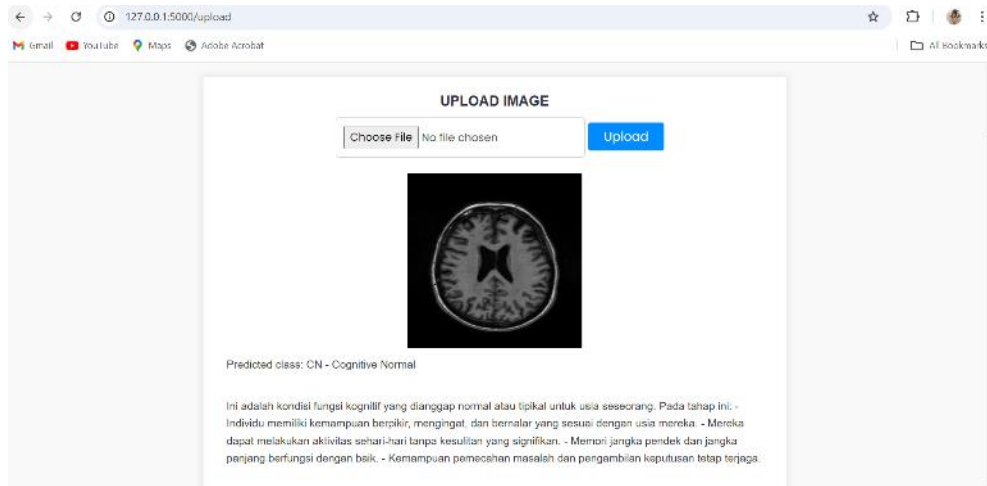 127.0.0.1:5000/upload
Gmail YouTube Maps Adobe Acrobat All Bookmarks
UPLOAD IMAGE
Choose File No file chosen Upload
Predicted class: CN - Cognitive Normal
Ini adalah kondisi fungsi kognitif yang dianggap normal atau tipikal untuk usia seseorang. Pada tahap ini: -
Individu memiliki kemampuan berpikir, mengingat, dan bernalar yang sesuai dengan usia mereka. - Mereka
dapat melakukan aktivitas sehari-hari tanpa kesulitan yang signifikan. - Memori jangka pendek dan jangka
panjang berfungsi dengan baik. - Kemampuan pemecahan masalah dan pengambilan keputusan tetap terjaga.